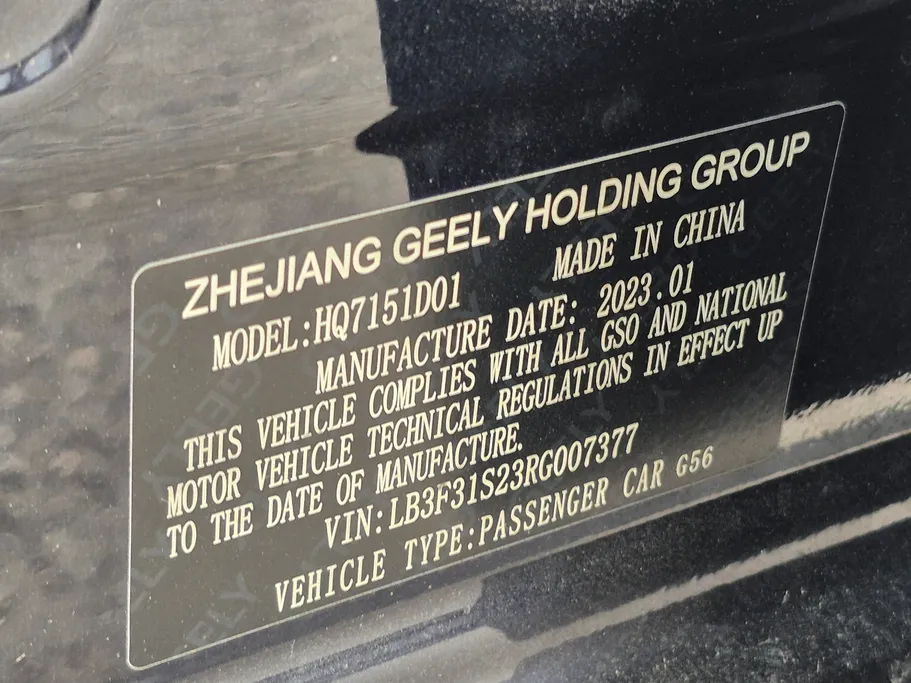 ZHEJIANG GEELY HOLDING GROUP
MODEL:HQ7151D01 MADE IN CHINA
MANUFACTURE DATE: 2023.01
THIS VEHICLE COMPLIES WITH ALL GSO AND NATIONAL
MOTOR VEHICLE TECHNICAL REGULATIONS IN EFFECT UP
TO THE DATE OF MANUFACTURE.
VIN:LB3F31S23RG007377
VEHICLE TYPE:PASSENGER CAR G56